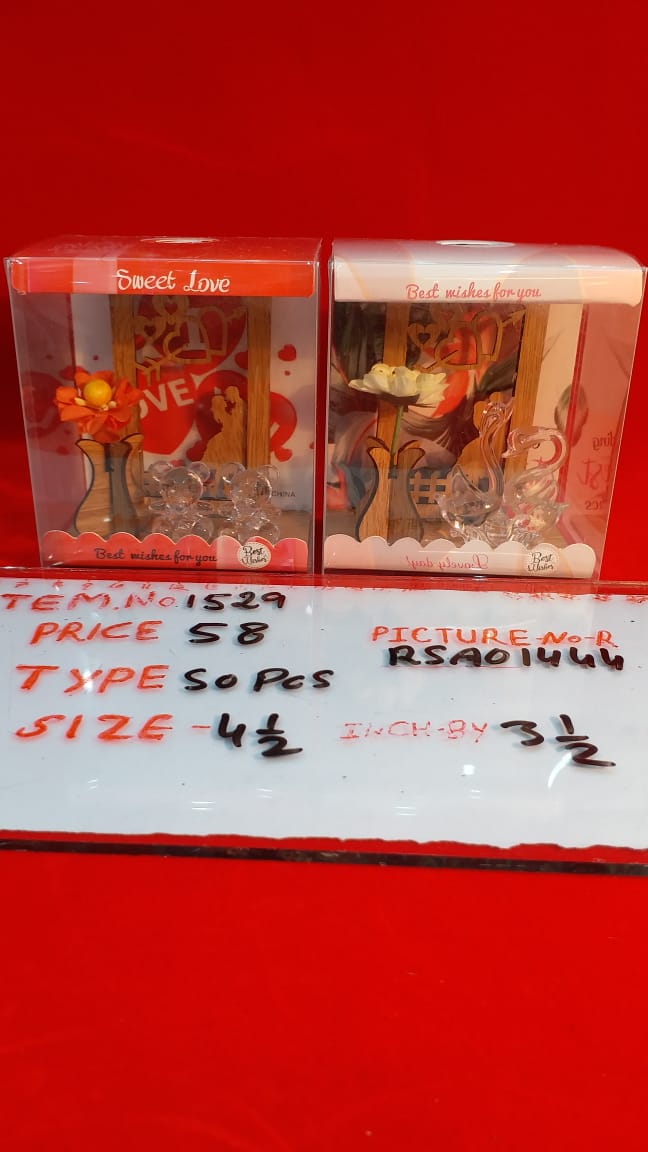 Sweet Love
Best wishes for you
LOVE
CHINA
Best wishes for you
Best Wishes
Lovely day!
Best Wishes
TEM.No.1529
PRICE 58
PICTURE-No-R
RSA01444
TYPE 50 PCS
SIZE - 4 1/2 INCH-BY 3 1/2